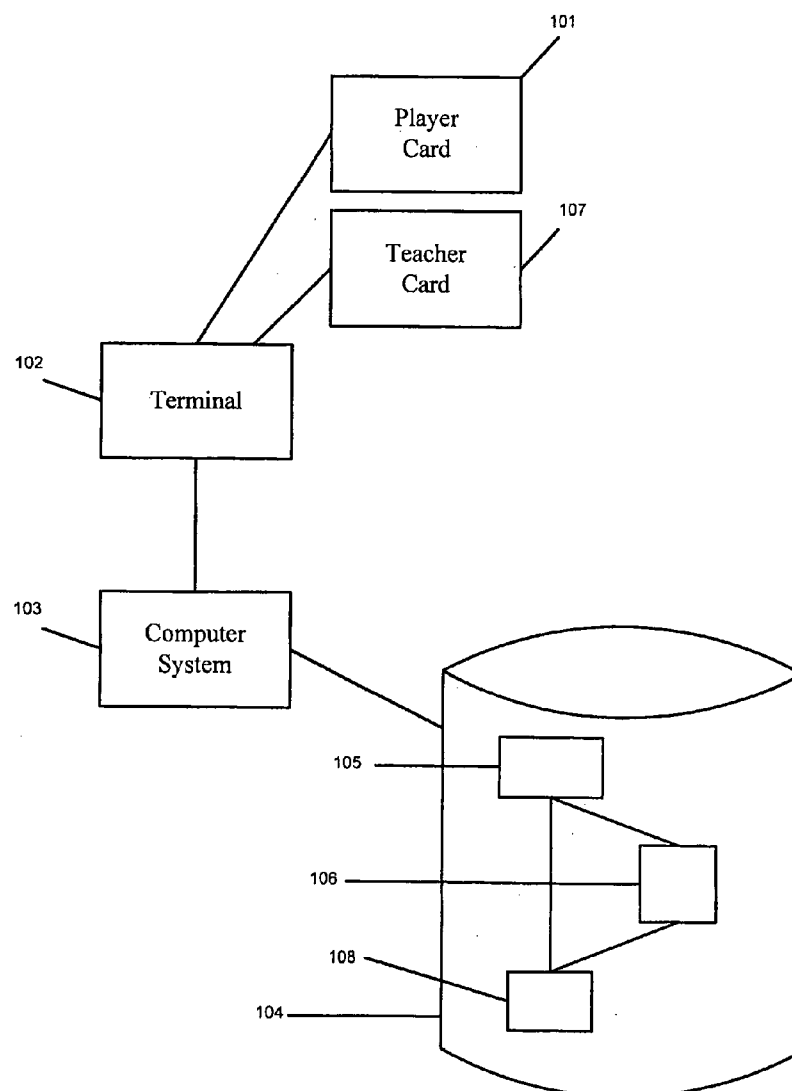 101
Player
Card
107
Teacher
Card
102
Terminal
103
Computer
System
105
106
108
104